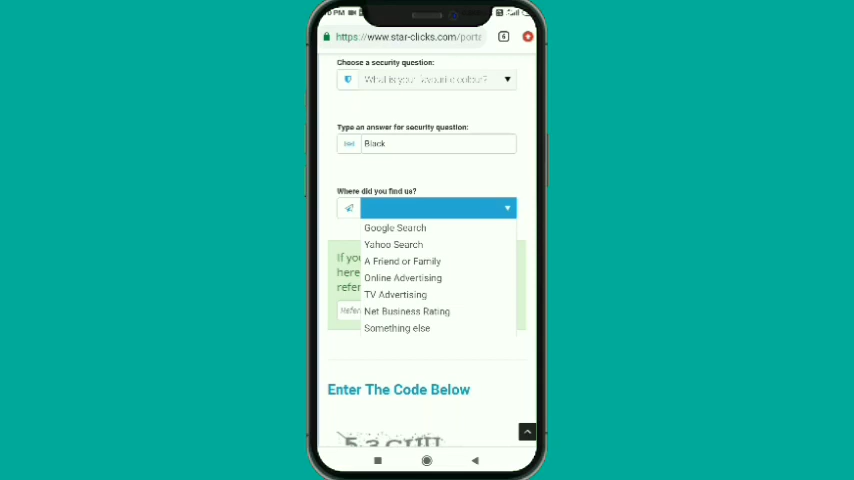 https://www.star-clicks.com/porta
6
Choose a security question:
What is your favourite colour?
Type an answer for security question:
Black
Where did you find us?
Google Search
Yahoo Search
A Friend or Family
Online Advertising
TV Advertising
Net Business Rating
Something else
If you
here
refer
Enter The Code Below